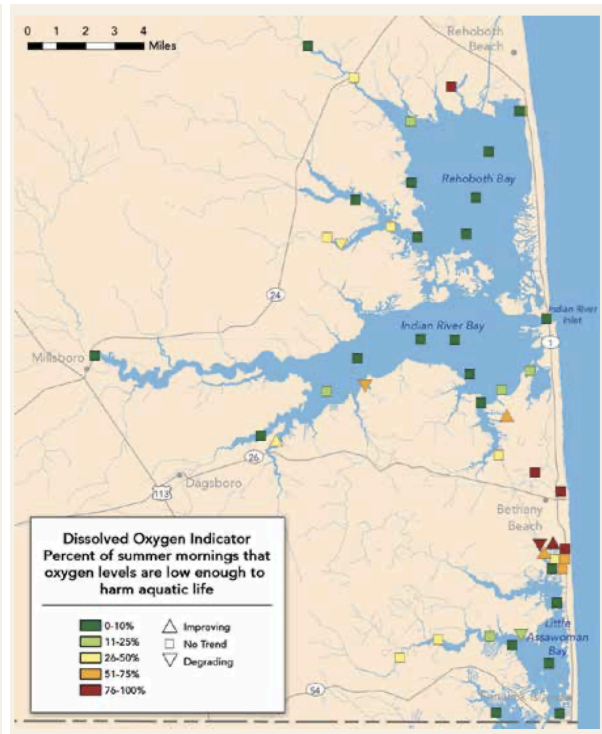 0 1 2 3 4
Miles
Rehoboth
Beach
Rehoboth Bay
24
Indian River
Inlet
Indian River Bay
1
Millsboro
26
Dagsboro
113
Bethany
Beach
Dissolved Oxygen Indicator
Percent of summer mornings that
oxygen levels are low enough to
harm aquatic life
0-10%
11-25%
26-50%
51-75%
76-100%
Improving
No Trend
Degrading
Little
Assawoman
Bay
54